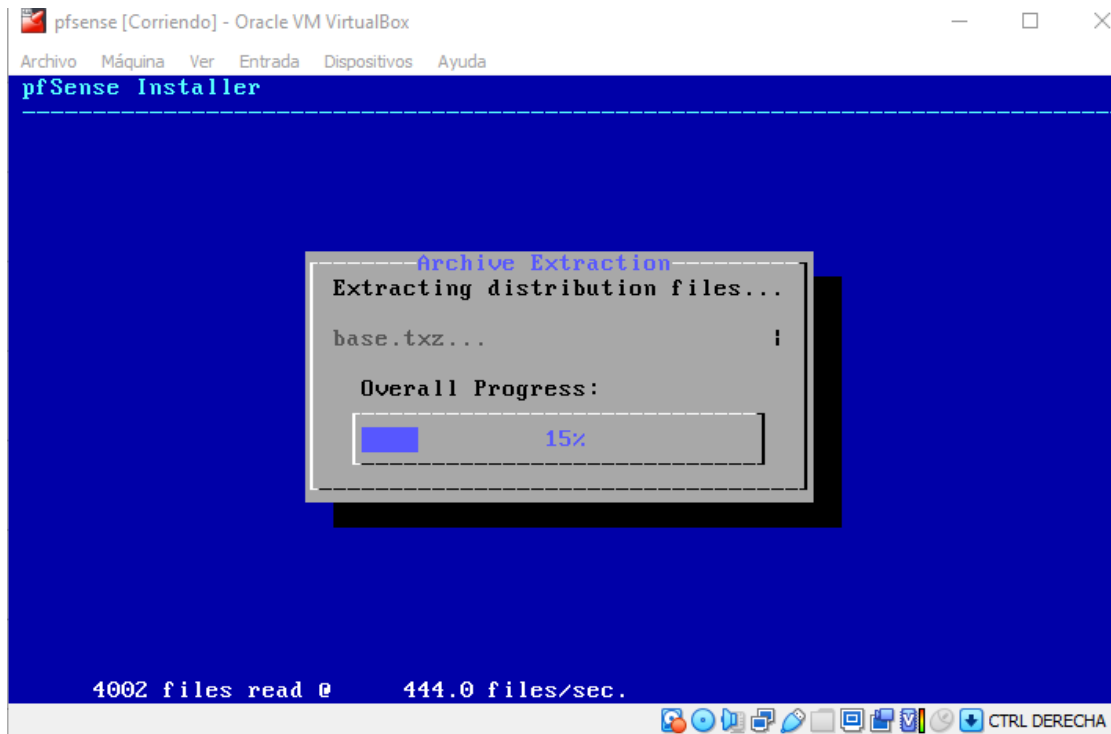 pfsense [Corriendo] - Oracle VM VirtualBox
Archivo Máquina Ver Entrada Dispositivos Ayuda
pfSense Installer
Archive Extraction
Extracting distribution files...
base.txz...
Overall Progress:
15%
4002 files read @ 444.0 files/sec.
CTRL DERECHA